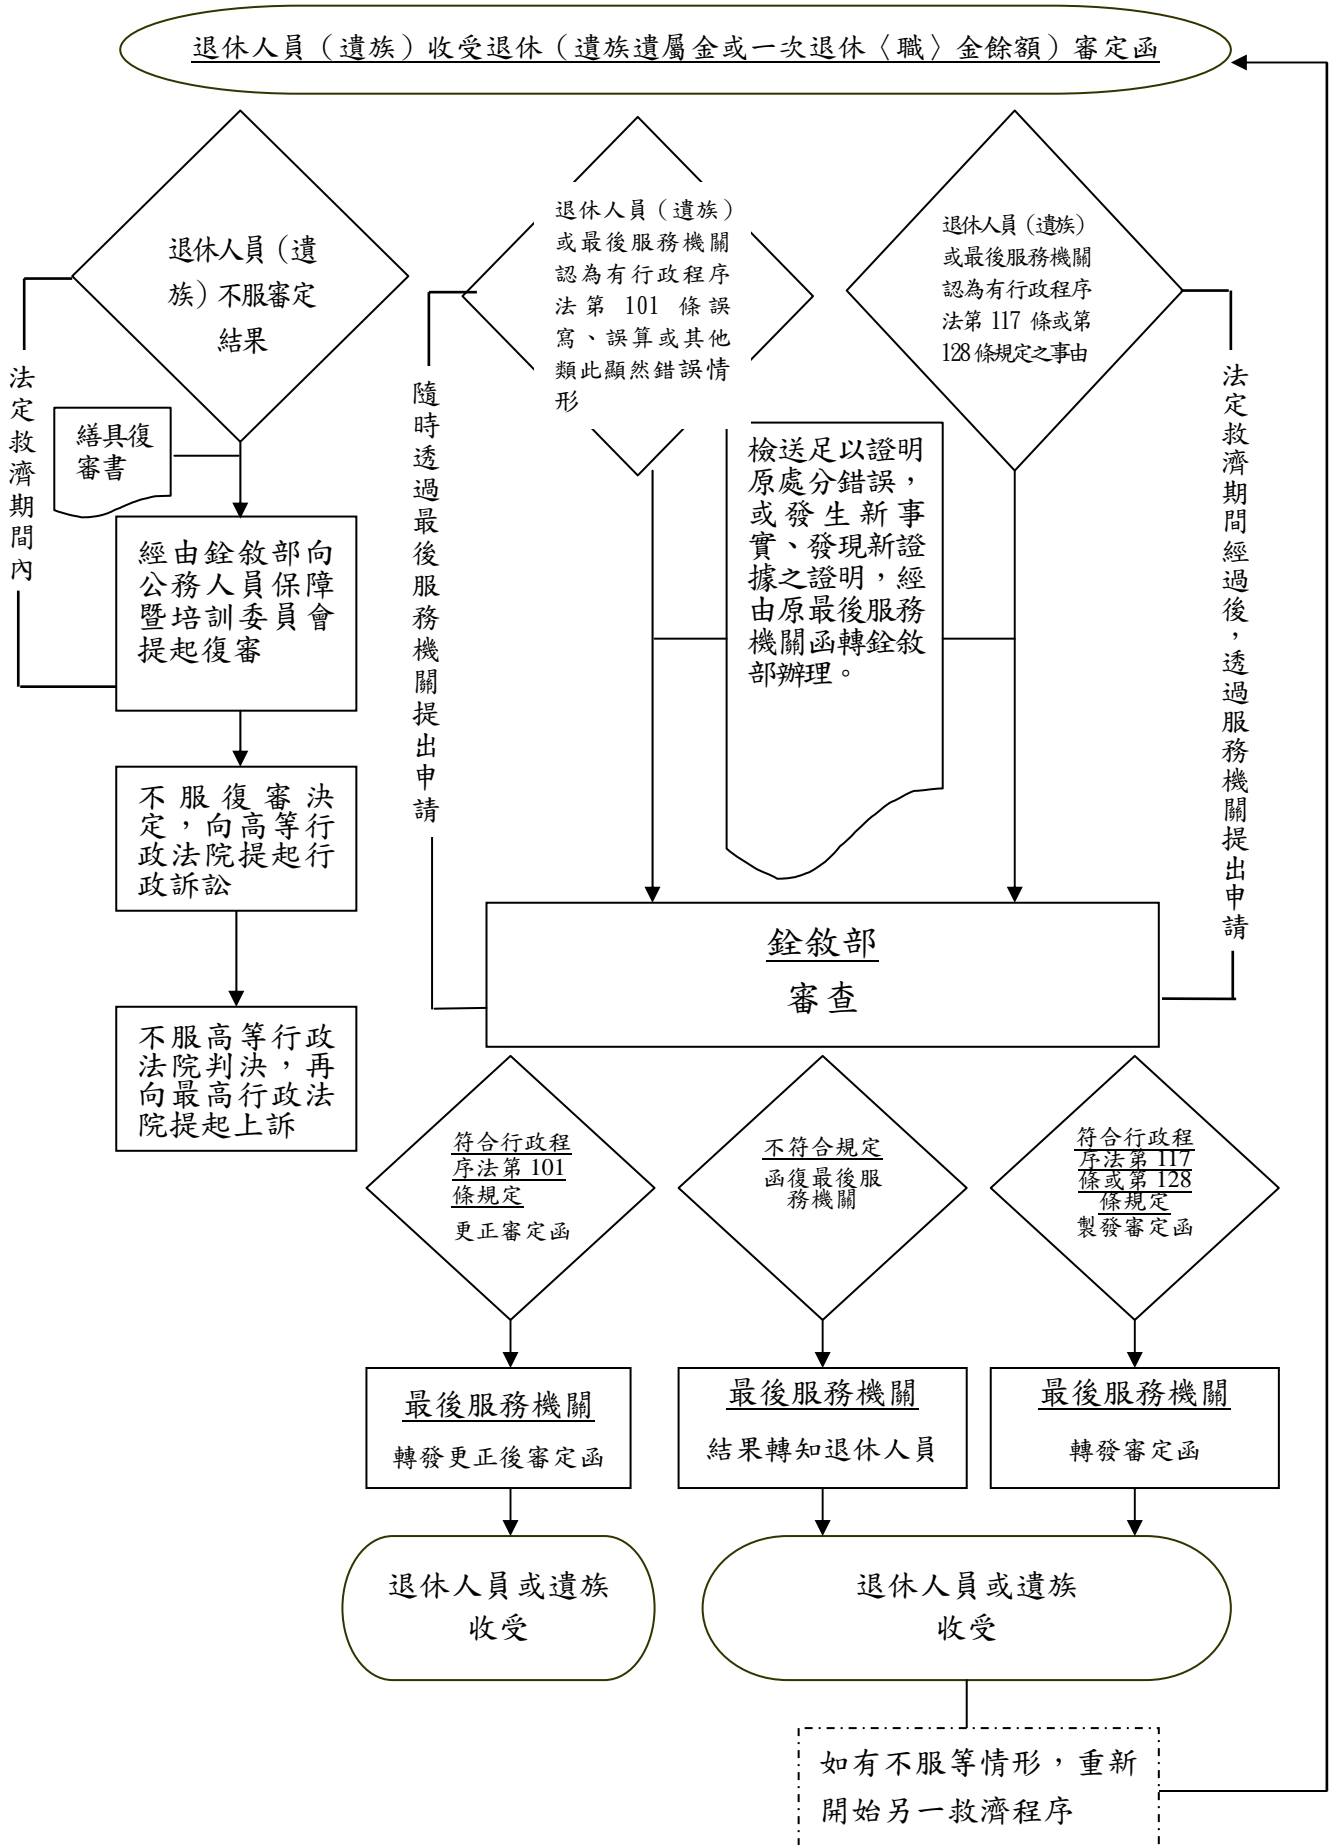 退休人員（遺族）收受退休（遺族遺屬金或一次退休〈職〉金餘額）審定函
退休人員（遺
族）不服審定
結果
法定救濟期間內
繕具復
審書
經由銓敘部向
公務人員保障
暨培訓委員會
提起復審
不服復審決
定，向高等行
政法院提起行
政訴訟
不服高等行政
法院判決，再
向最高行政法
院提起上訴
退休人員（遺族）
或最後服務機關
認為有行政程序
法第 101 條誤
寫、誤算或其他
類此顯然錯誤情
形
隨時透過最後服務機關提出申請
退休人員（遺族）
或最後服務機關
認為有行政程序
法第 117 條或第
128 條規定之事由
法定救濟期間經過後，透過服務機關提出申請
檢送足以證明
原處分錯誤，
或發生新事
實、發現新證
據之證明，經
由原最後服務
機關函轉銓敘
部辦理。
銓敘部
審查
符合行政程
序法第 101
條規定
更正審定函
不符合規定
函復最後服
務機關
符合行政程
序法第 117
條或第 128
條規定
製發審定函
最後服務機關
轉發更正後審定函
最後服務機關
結果轉知退休人員
最後服務機關
轉發審定函
退休人員或遺族
收受
退休人員或遺族
收受
如有不服等情形，重新
開始另一救濟程序